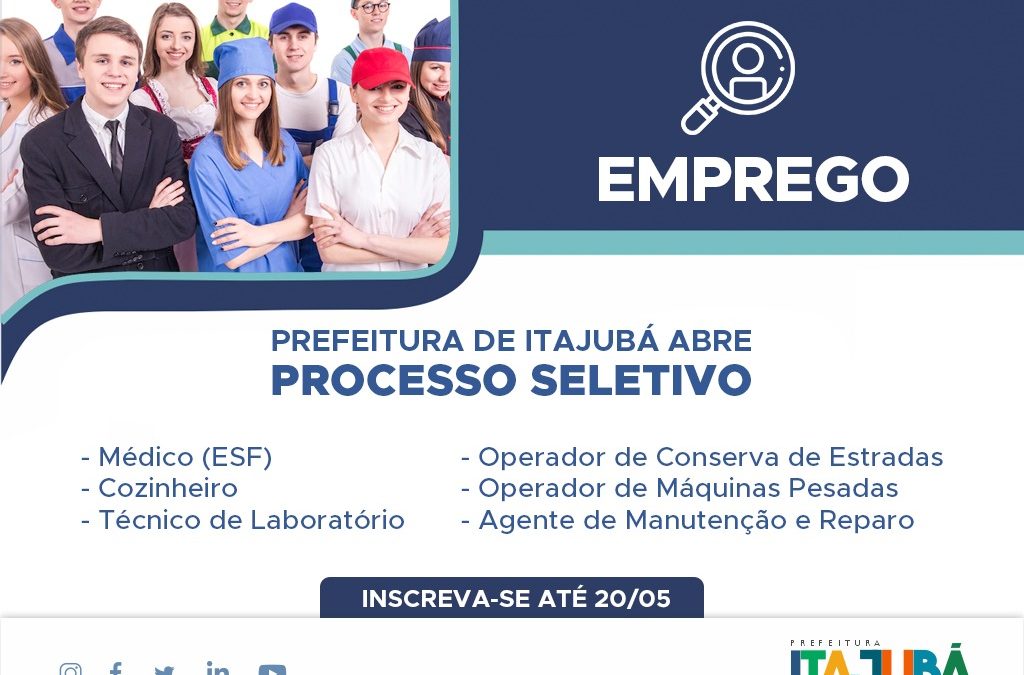 EMPREGO
PREFEITURA DE ITAJUBÁ ABRE
PROCESSO SELETIVO
- Médico (ESF)
- Cozinheiro
- Técnico de Laboratório
- Operador de Conserva de Estradas
- Operador de Máquinas Pesadas
- Agente de Manutenção e Reparo
INSCREVA-SE ATÉ 20/05
PREFEITURA
ITAJUBÁ